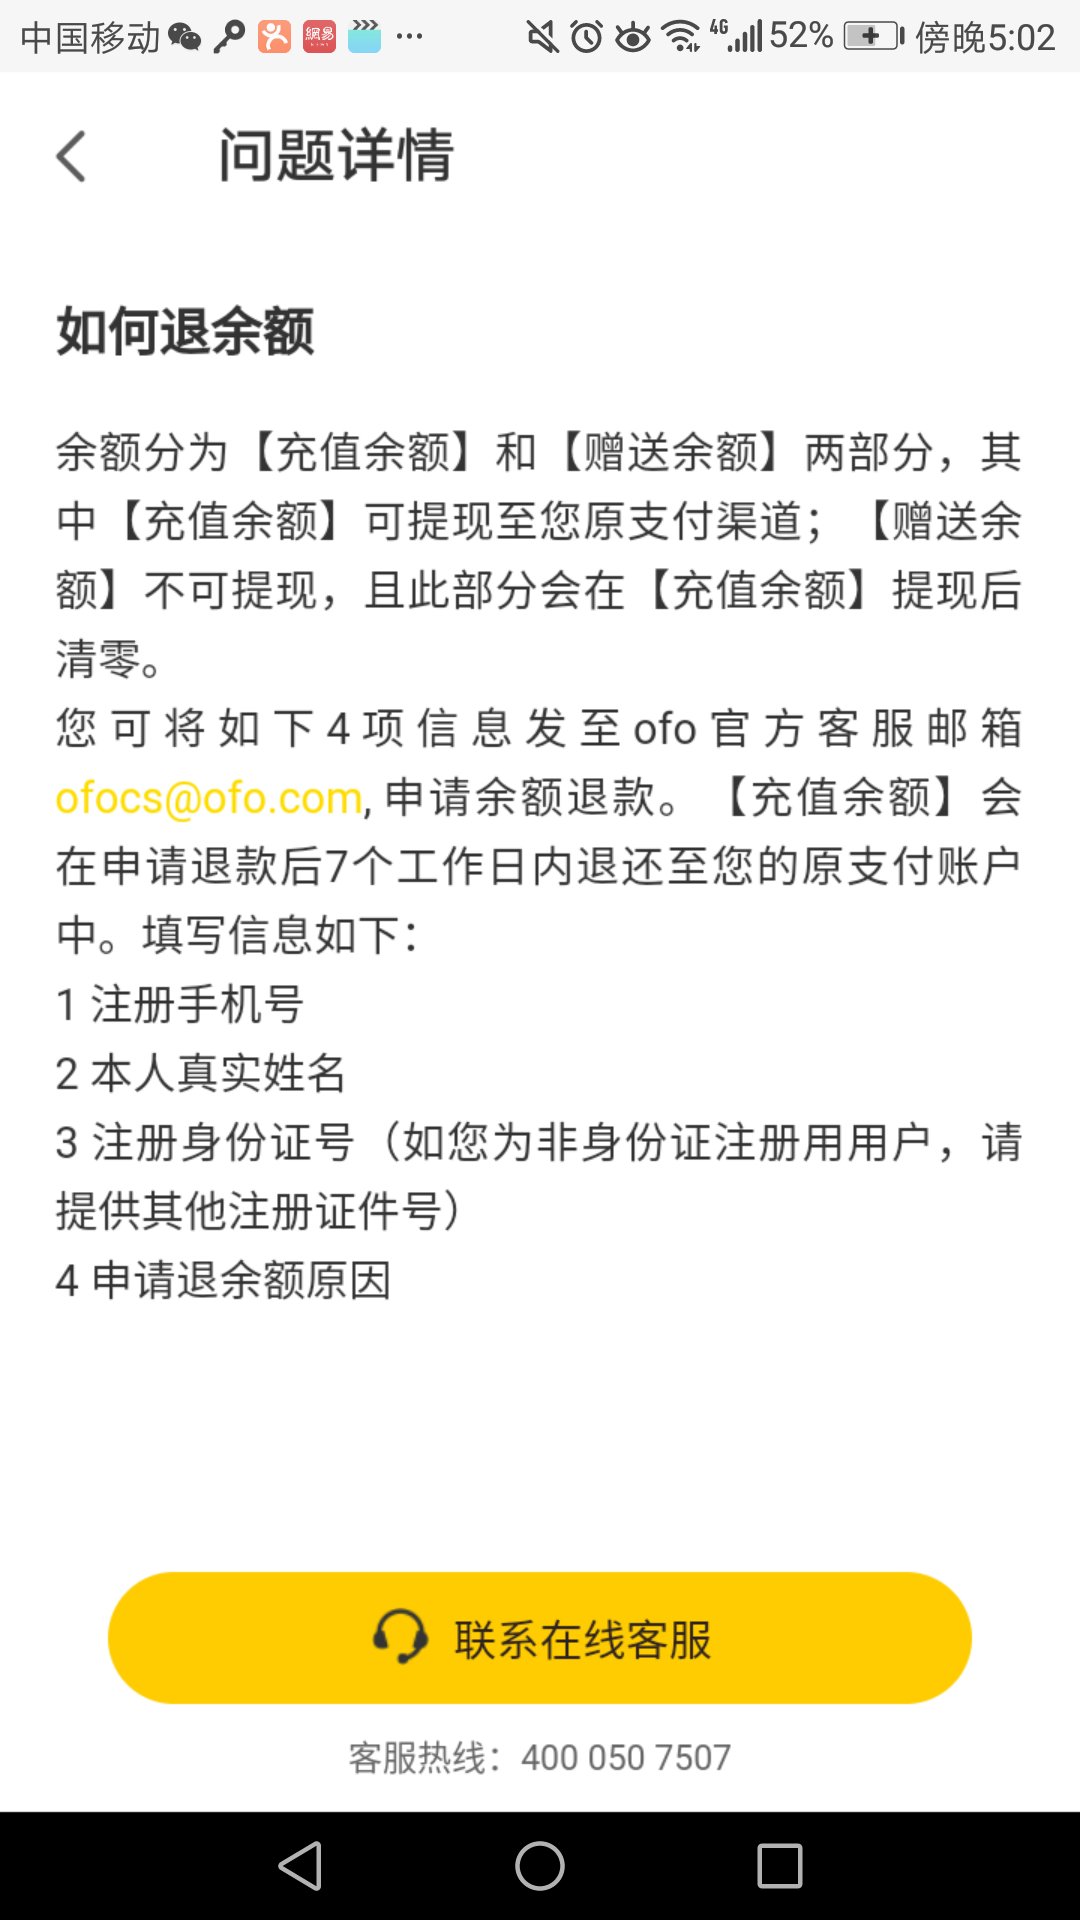 中国移动
網易
4G
52%
傍晚5:02
问题详情
如何退余额
余额分为【充值余额】和【赠送余额】两部分，其
中【充值余额】可提现至您原支付渠道；【赠送余
额】不可提现，且此部分会在【充值余额】提现后
清零。
您可将如下4项信息发至ofo官方客服邮箱
ofocs@ofo.com, 申请余额退款。【充值余额】会
在申请退款后7个工作日内退还至您的原支付账户
中。填写信息如下：
1 注册手机号
2 本人真实姓名
3 注册身份证号（如您为非身份证注册用用户，请
提供其他注册证件号）
4 申请退余额原因
联系在线客服
客服热线：400 050 7507